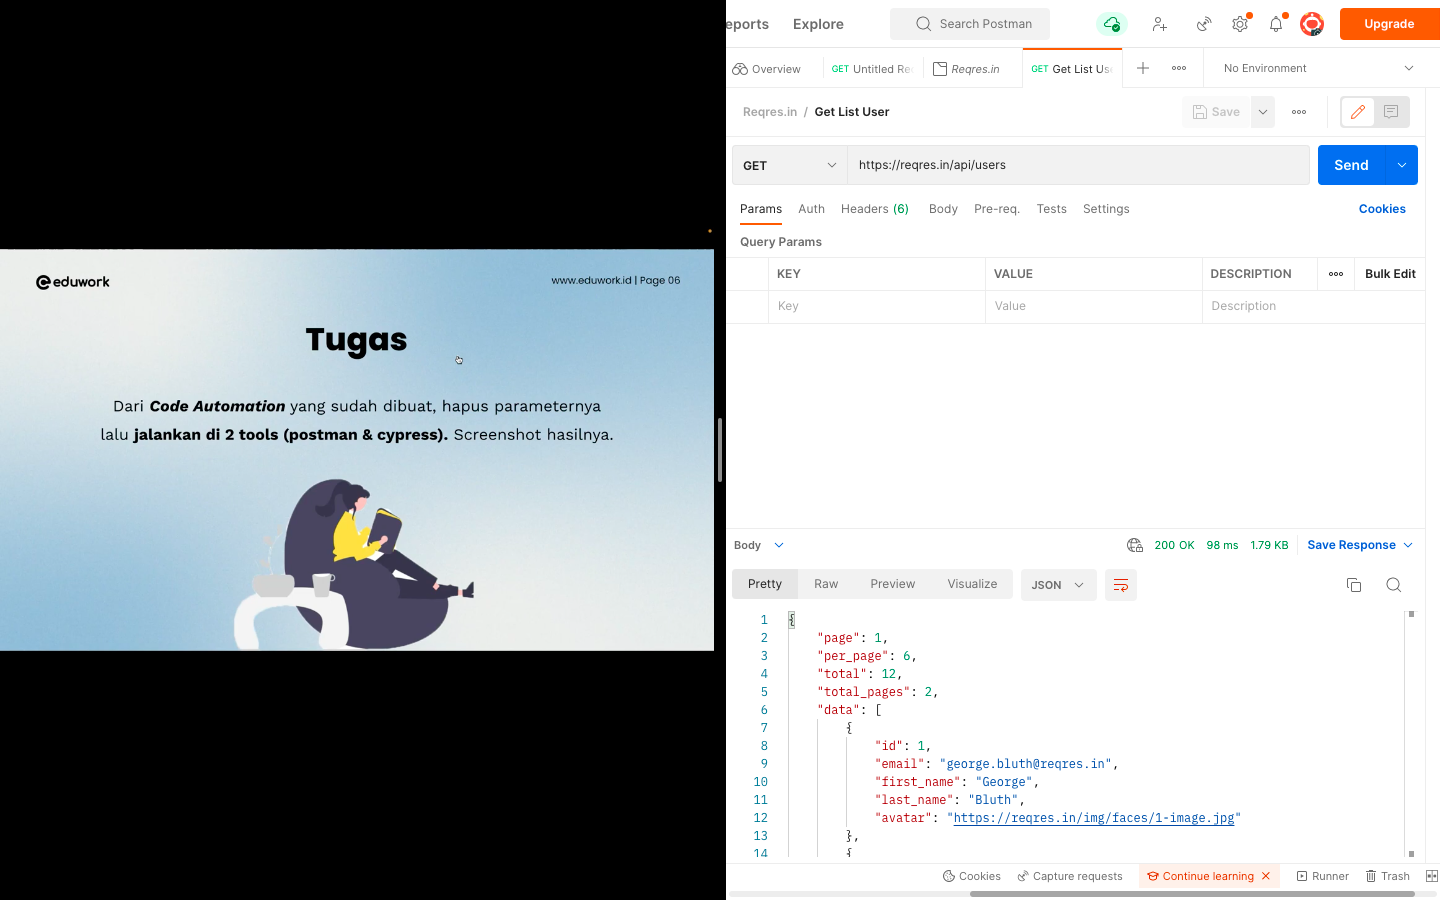 eduwork
www.eduwork.id | Page 06
Tugas
Dari Code Automation yang sudah dibuat, hapus parameternya
lalu jalankan di 2 tools (postman & cypress). Screenshot hasilnya.
eports
Explore
Search Postman
Upgrade
Overview
GET Untitled Re
Reqres.in
GET Get List Us
No Environment
Reqres.in / Get List User
Save
GET
https://reqres.in/api/users
Send
Params Auth Headers (6) Body Pre-req. Tests Settings
Cookies
Query Params
KEY VALUE DESCRIPTION Bulk Edit
Key Value Description
Body
200 OK 98 ms 1.79 KB Save Response
Pretty Raw Preview Visualize JSON
1 {
2 "page": 1,
3 "per_page": 6,
4 "total": 12,
5 "total_pages": 2,
6 "data": [
7 {
8 "id": 1,
9 "email": "george.bluth@reqres.in",
10 "first_name": "George",
11 "last_name": "Bluth",
12 "avatar": "https://reqres.in/img/faces/1-image.jpg"
13 },
14 {
Cookies Capture requests Continue learning Runner Trash